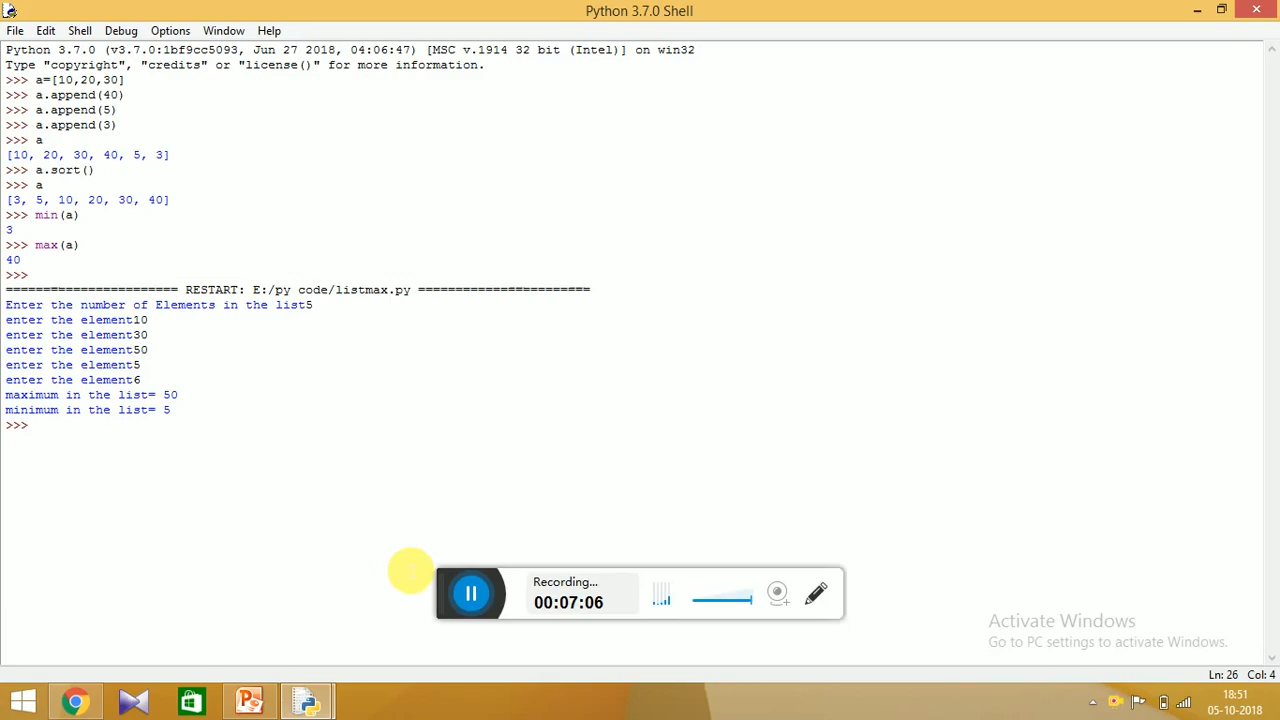 Python 3.7.0 Shell
File Edit Shell Debug Options Window Help
Python 3.7.0 (v3.7.0:1bf9cc5093, Jun 27 2018, 04:06:47) [MSC v.1914 32 bit (Intel)] on win32
Type "copyright", "credits" or "license()" for more information.
>>> a=[10,20,30]
>>> a.append(40)
>>> a.append(5)
>>> a.append(3)
>>> a
[10, 20, 30, 40, 5, 3]
>>> a.sort()
>>> a
[3, 5, 10, 20, 30, 40]
>>> min(a)
3
>>> max(a)
40
>>>
======================= RESTART: E:/py code/listmax.py =======================
Enter the number of Elements in the list5
enter the element10
enter the element30
enter the element50
enter the element5
enter the element6
maximum in the list= 50
minimum in the list= 5
>>>
Recording...
00:07:06
Activate Windows
Go to PC settings to activate Windows.
Ln: 26 Col: 4
18:51
05-10-2018